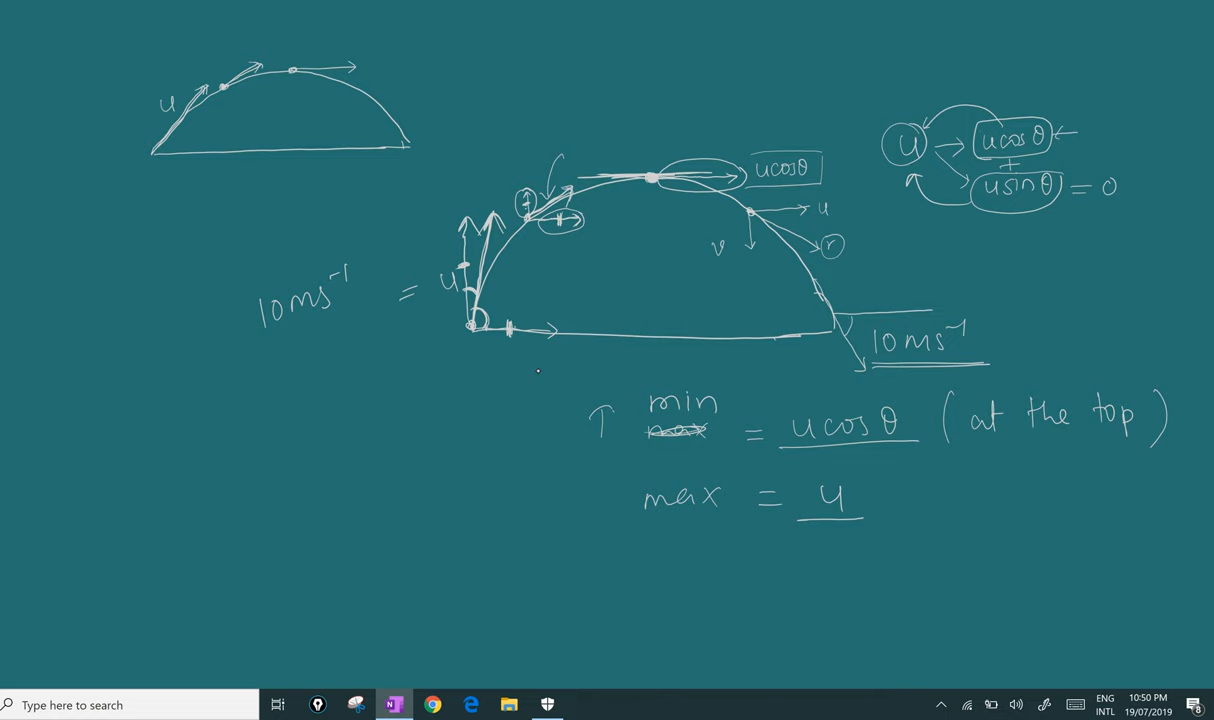 u
u → ucosθ
+
usinθ = 0
ucosθ
u
v
r
10ms⁻¹ = u
10ms⁻¹
↑ min
max = ucosθ (at the top)
max = u
Type here to search
ENG
INTL
10:50 PM
19/07/2019
8